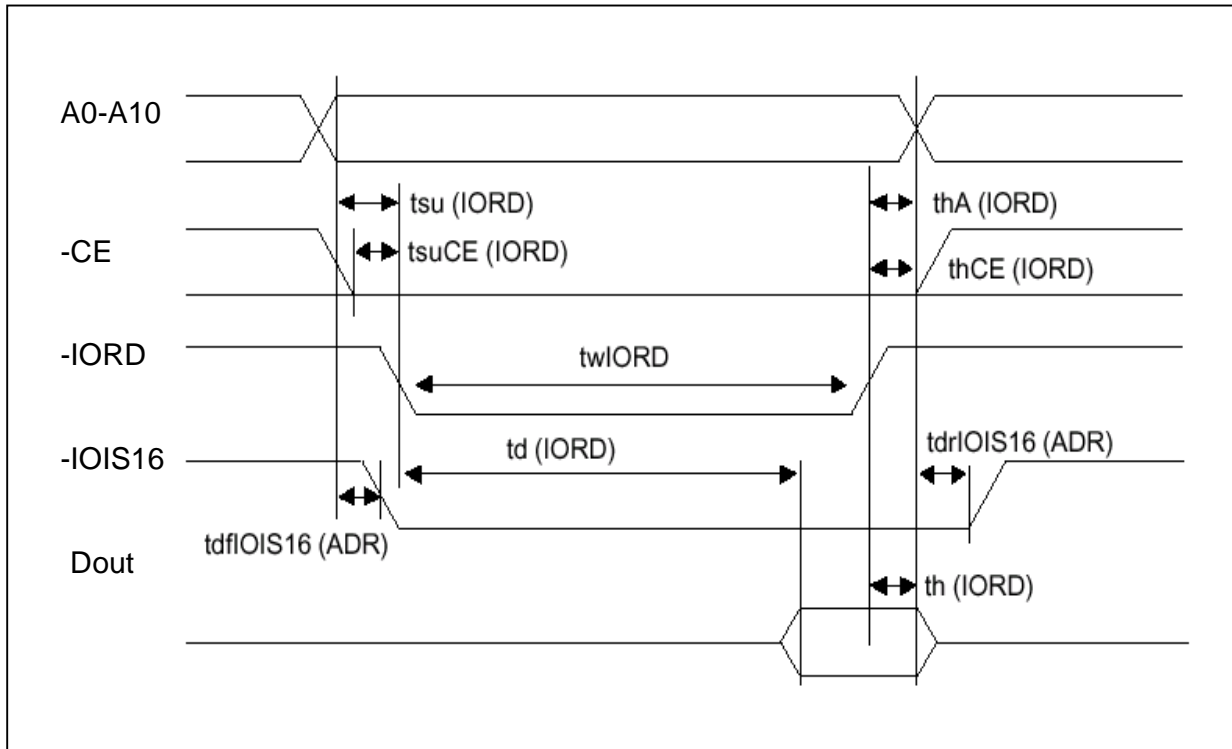 A0-A10
tsu (IORD)
thA (IORD)
-CE
tsuCE (IORD)
thCE (IORD)
-IORD
twIORD
td (IORD)
tdrIOIS16 (ADR)
-IOIS16
tdfIOIS16 (ADR)
Dout
th (IORD)